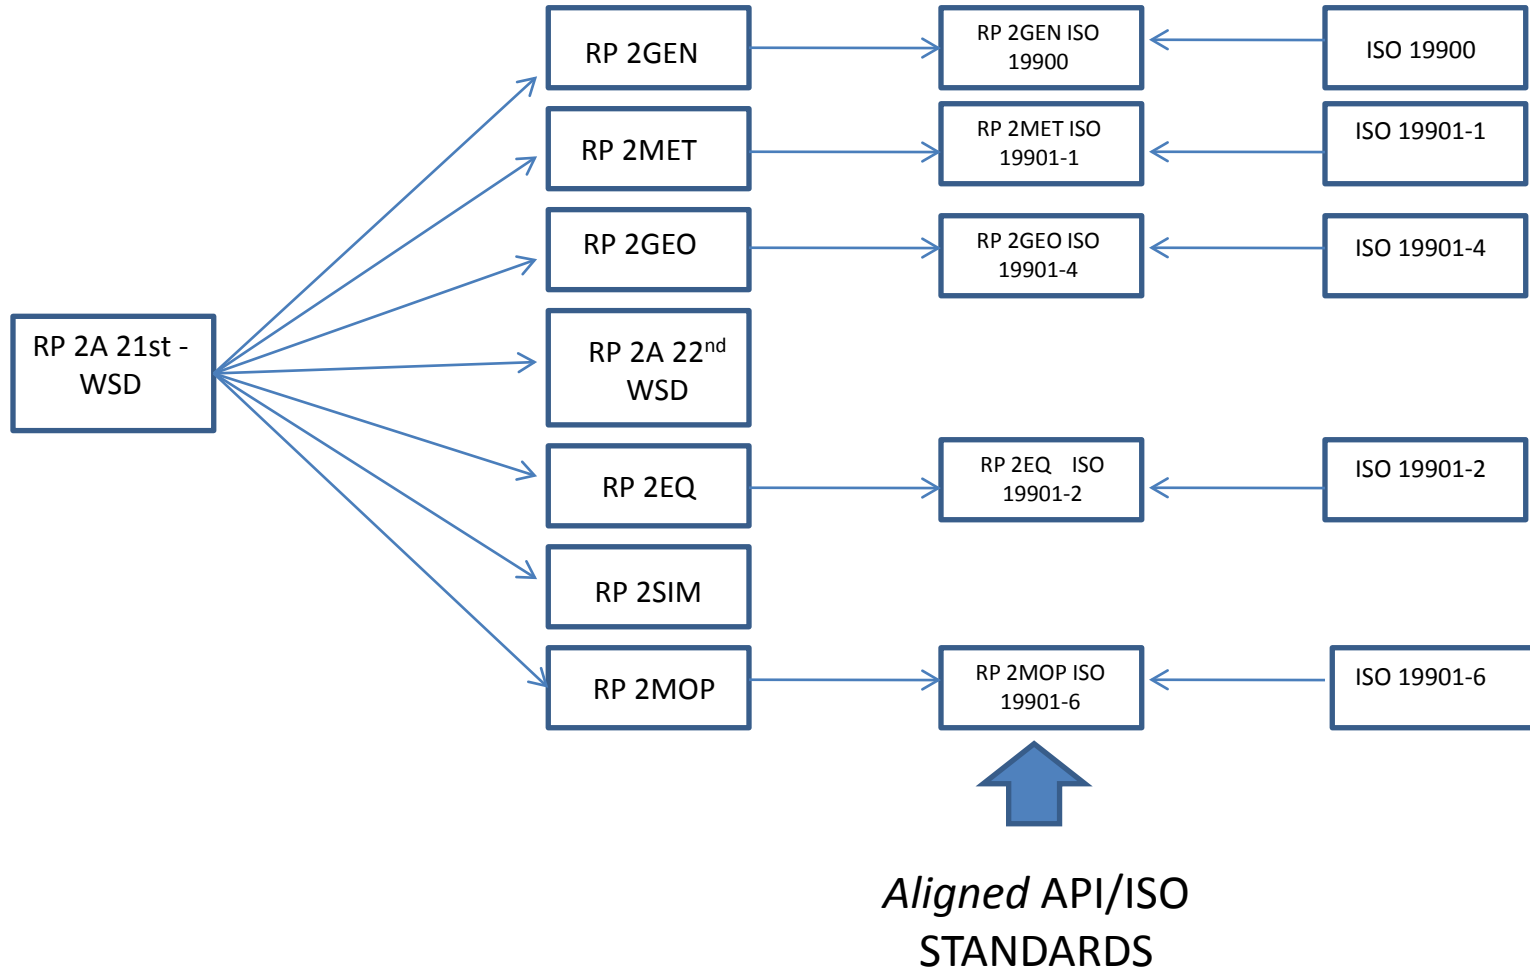 RP 2GEN
RP 2GEN ISO
19900
ISO 19900
RP 2MET
RP 2MET ISO
19901-1
ISO 19901-1
RP 2GEO
RP 2GEO ISO
19901-4
ISO 19901-4
RP 2A 21st -
WSD
RP 2A 22nd
WSD
RP 2EQ
RP 2EQ ISO
19901-2
ISO 19901-2
RP 2SIM
RP 2MOP
RP 2MOP ISO
19901-6
ISO 19901-6
Aligned API/ISO
STANDARDS